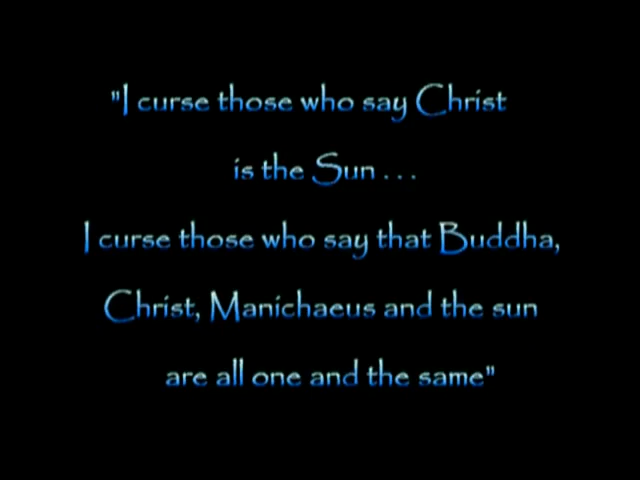 "I curse those who say Christ
is the Sun . . .
I curse those who say that Buddha,
Christ, Manichaeus and the sun
are all one and the same"